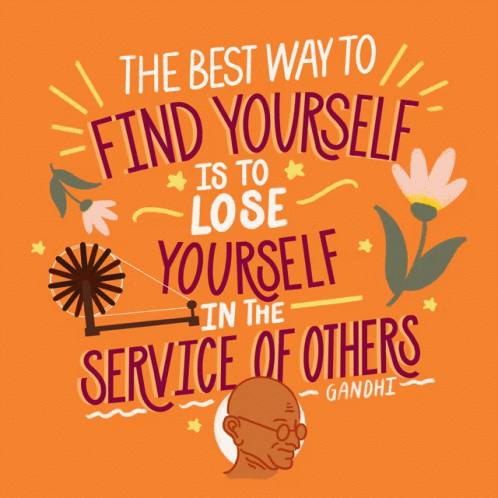 THE BEST WAY TO
FIND YOURSELF
IS TO
LOSE
YOURSELF
IN THE
SERVICE OF OTHERS
GANDHI